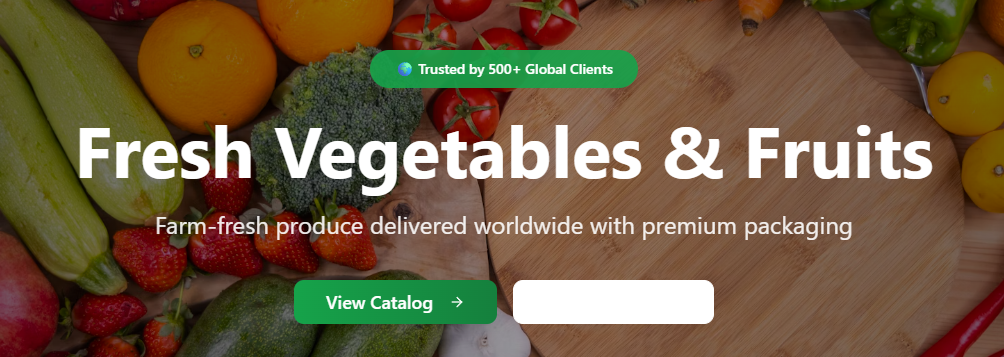 🌍 Trusted by 500+ Global Clients
Fresh Vegetables & Fruits
Farm-fresh produce delivered worldwide with premium packaging
View Catalog →